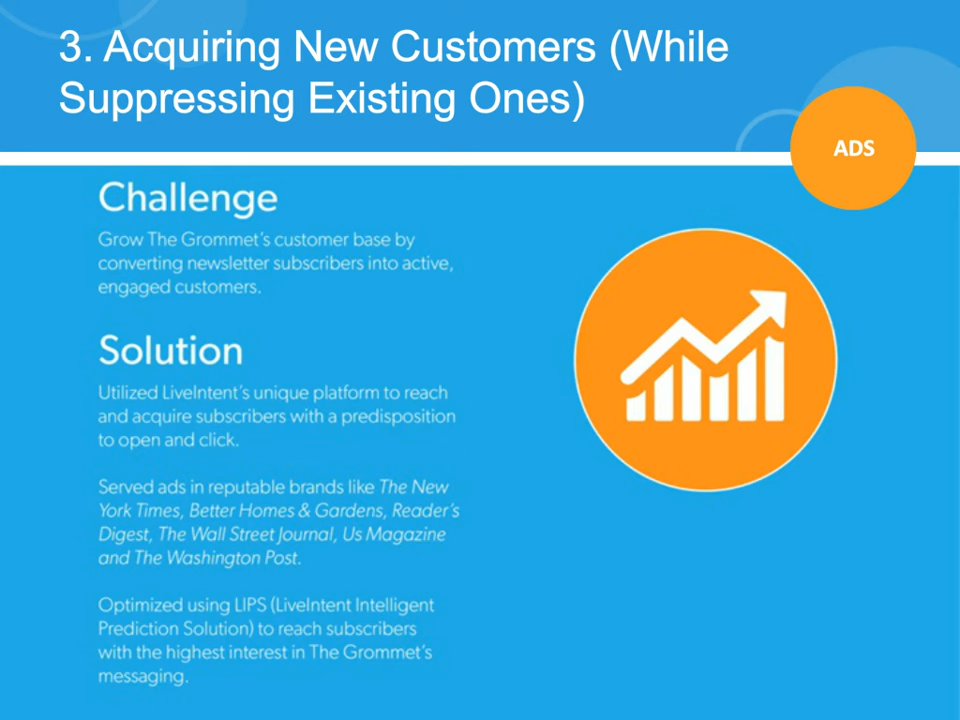 3. Acquiring New Customers (While
Suppressing Existing Ones)
ADS
Challenge
Grow The Grommet's customer base by
converting newsletter subscribers into active,
engaged customers.
Solution
Utilized LiveIntent's unique platform to reach
and acquire subscribers with a predisposition
to open and click.
Served ads in reputable brands like The New
York Times, Better Homes & Gardens, Reader's
Digest, The Wall Street Journal, Us Magazine
and The Washington Post.
Optimized using LIPS (LiveIntent Intelligent
Prediction Solution) to reach subscribers
with the highest interest in The Grommet's
messaging.